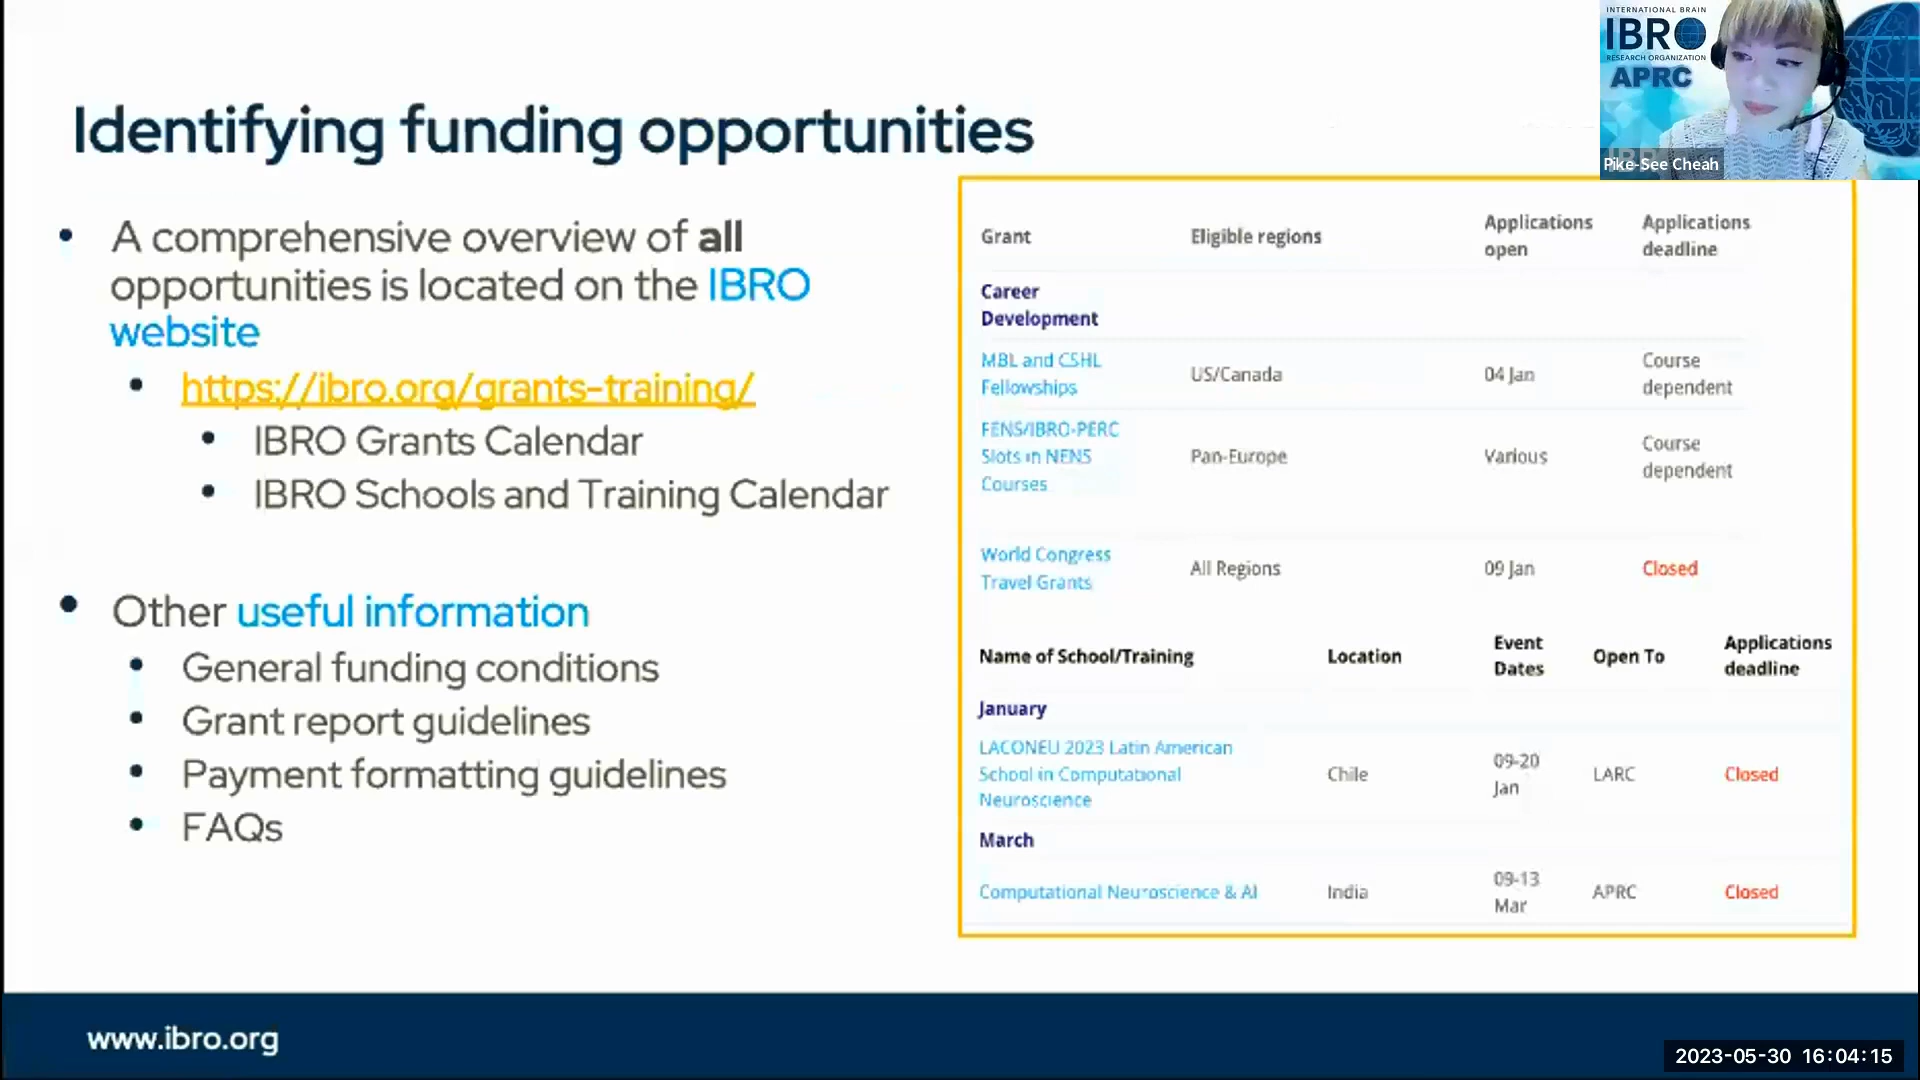 Identifying funding opportunities
A comprehensive overview of all
opportunities is located on the IBRO
website
https://ibro.org/grants-training/
IBRO Grants Calendar
IBRO Schools and Training Calendar
Other useful information
General funding conditions
Grant report guidelines
Payment formatting guidelines
FAQs
Grant Eligible regions Applications open Applications deadline
Career
Development
MBL and CSHL
Fellowships
US/Canada
04 Jan
Course
dependent
FENS/IBRO-PERC
Slots in NENS
Courses
Pan-Europe
Various
Course
dependent
World Congress
Travel Grants
All Regions
09 Jan
Closed
Name of School/Training Location Event Dates Open To Applications deadline
January
LACONEU 2023 Latin American
School in Computational
Neuroscience
Chile
09-20
Jan
LARC
Closed
March
Computational Neuroscience & AI
India
09-13
Mar
APRC
Closed
www.ibro.org
INTERNATIONAL BRAIN
IBRO
RESEARCH ORGANIZATION
APRC
Pike-See Cheah
2023-05-30 16:04:15